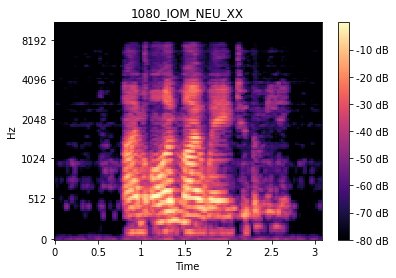 1080_IOM_NEU_XX
8192
4096
2048
1024
512
0
Hz
0 0.5 1 1.5 2 2.5 3
Time
-10 dB
-20 dB
-30 dB
-40 dB
-50 dB
-60 dB
-70 dB
-80 dB